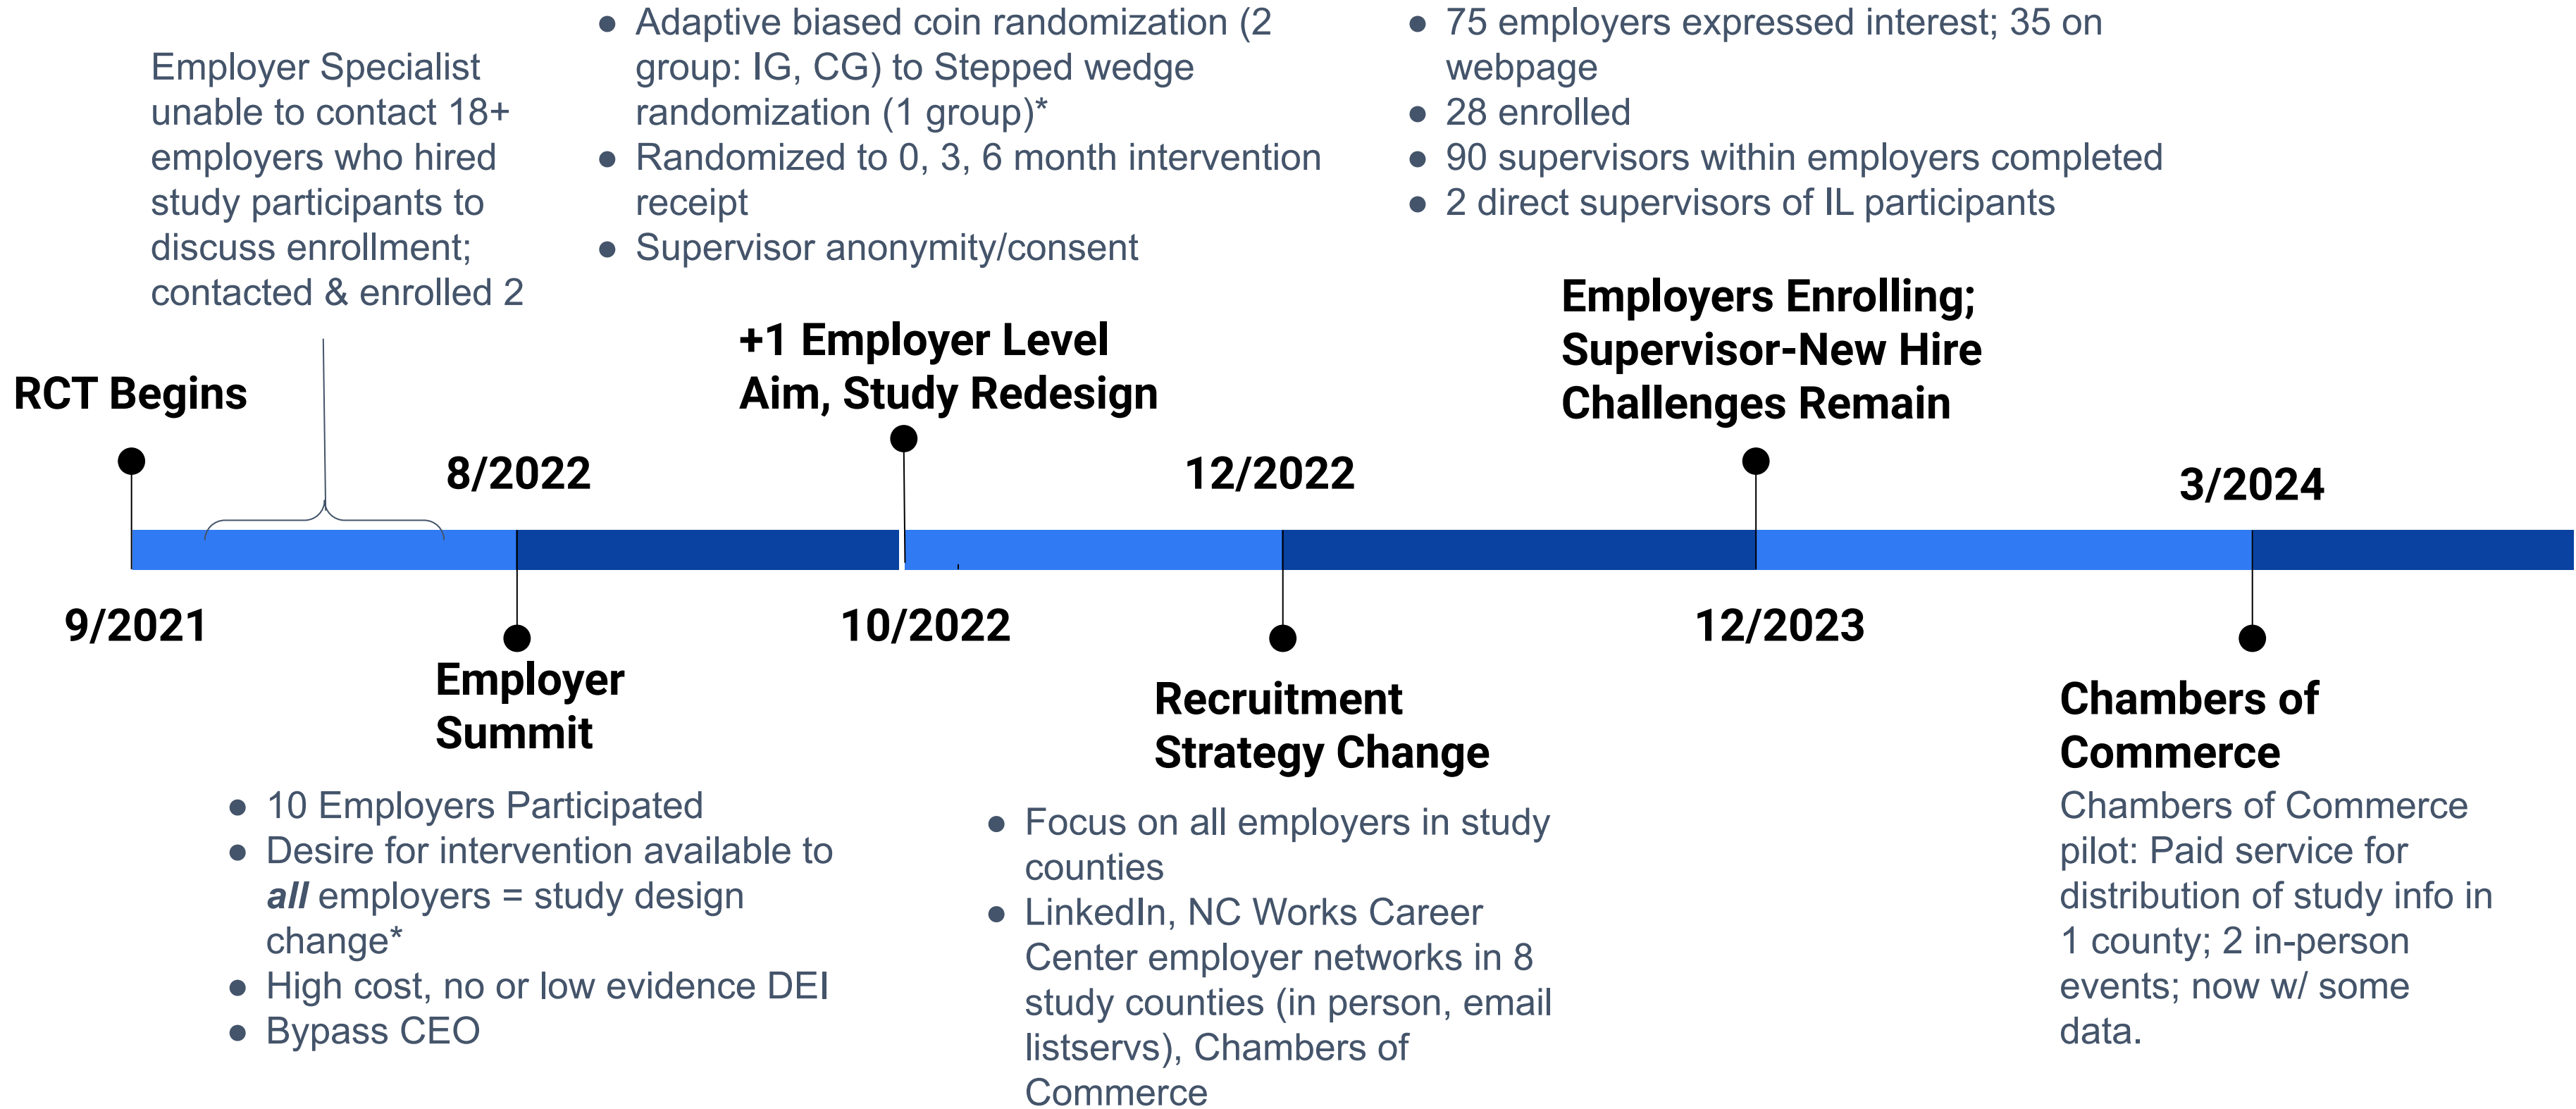 Employer Specialist
unable to contact 18+
employers who hired
study participants to
discuss enrollment;
contacted & enrolled 2
● Adaptive biased coin randomization (2
group: IG, CG) to Stepped wedge
randomization (1 group)*
● Randomized to 0, 3, 6 month intervention
receipt
● Supervisor anonymity/consent
● 75 employers expressed interest; 35 on
webpage
● 28 enrolled
● 90 supervisors within employers completed
● 2 direct supervisors of IL participants
RCT Begins
+1 Employer Level
Aim, Study Redesign
Employers Enrolling;
Supervisor-New Hire
Challenges Remain
8/2022
12/2022
3/2024
9/2021
10/2022
12/2023
Employer
Summit
● 10 Employers Participated
● Desire for intervention available to
all employers = study design
change*
● High cost, no or low evidence DEI
● Bypass CEO
Recruitment
Strategy Change
● Focus on all employers in study
counties
● LinkedIn, NC Works Career
Center employer networks in 8
study counties (in person, email
listservs), Chambers of
Commerce
Chambers of
Commerce
Chambers of Commerce
pilot: Paid service for
distribution of study info in
1 county; 2 in-person
events; now w/ some
data.